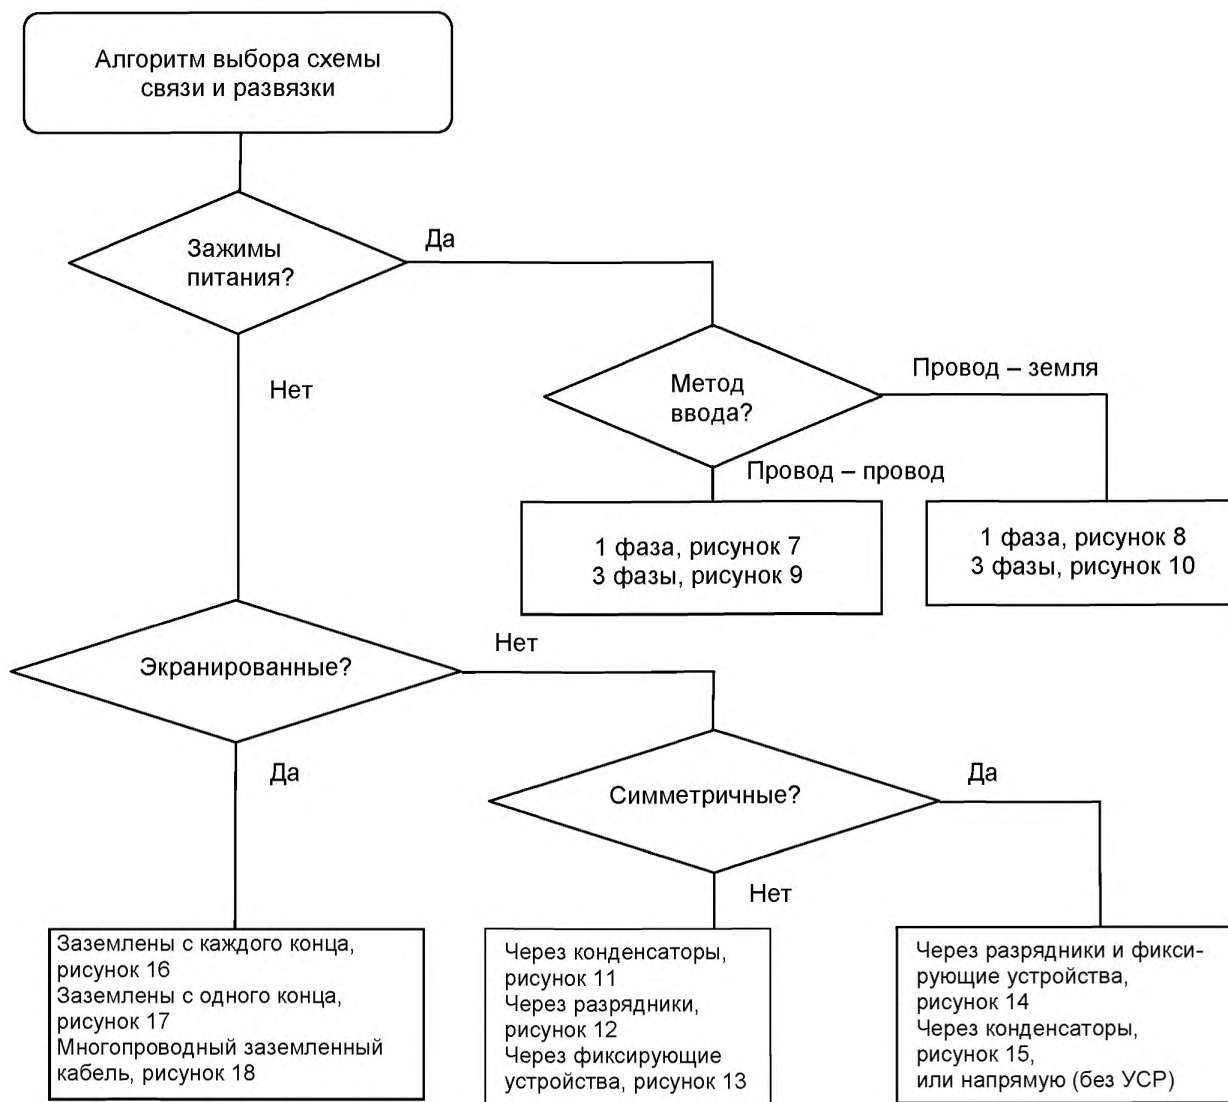 Алгоритм выбора схемы
связи и развязки
Зажимы
питания?
Да
Нет
Метод
ввода?
Провод – земля
Провод – провод
1 фаза, рисунок 7
3 фазы, рисунок 9
1 фаза, рисунок 8
3 фазы, рисунок 10
Экранированные?
Нет
Да
Симметричные?
Да
Нет
Заземлены с каждого конца,
рисунок 16
Заземлены с одного конца,
рисунок 17
Многопроводный заземленный
кабель, рисунок 18
Через конденсаторы,
рисунок 11
Через разрядники,
рисунок 12
Через фиксирующие
устройства, рисунок 13
Через разрядники и фикси-
рующие устройства,
рисунок 14
Через конденсаторы,
рисунок 15,
или напрямую (без УСР)